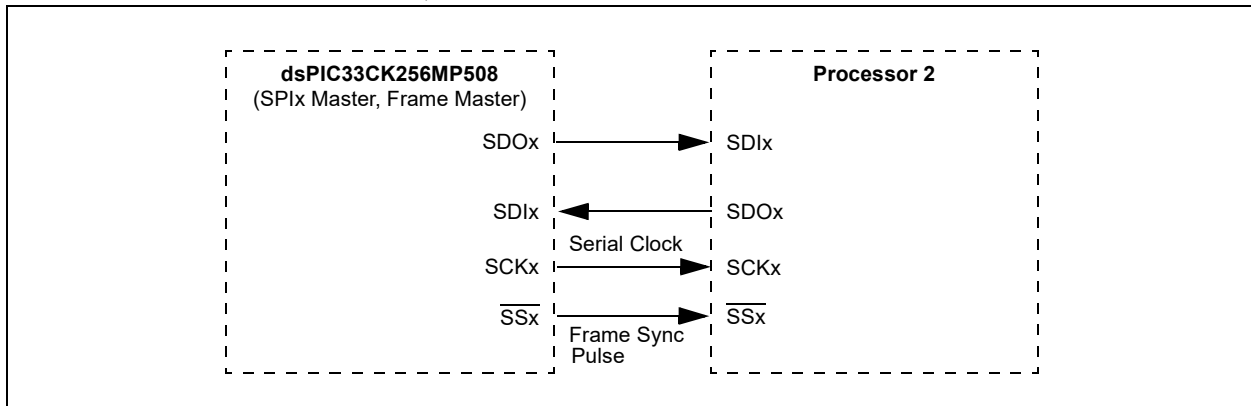 dsPIC33CK256MP508
(SPIx Master, Frame Master)
Processor 2
SDOx
SDIx
SDIx
SDOx
Serial Clock
SCKx
SCKx
SSx
SSx
Frame Sync
Pulse